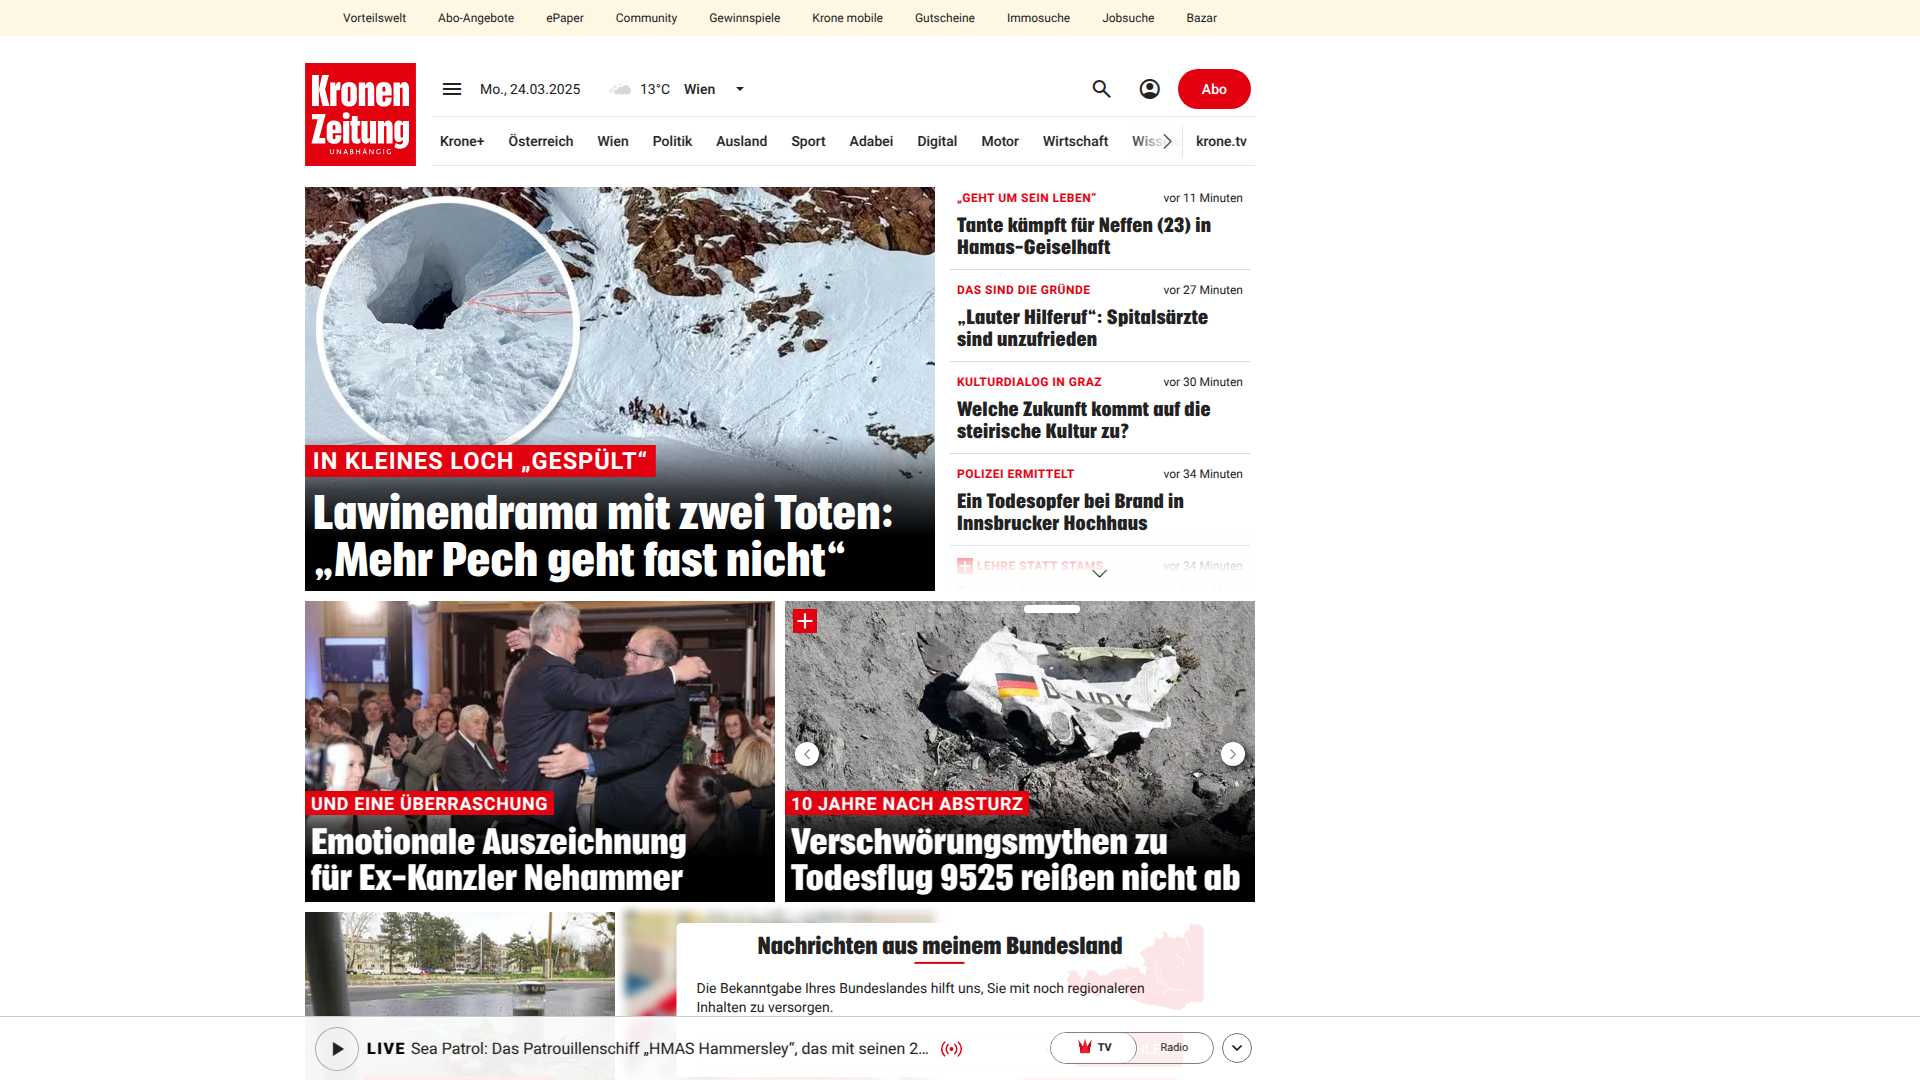 Vorteilswelt Abo-Angebote ePaper Community Gewinnspiele Krone mobile Gutscheine Immosuche Jobsuche Bazar
Kronen
Zeitung
UNABHÄNGIG
Mo., 24.03.2025 13°C Wien
Abo
Krone+ Österreich Wien Politik Ausland Sport Adabei Digital Motor Wirtschaft krone.tv
IN KLEINES LOCH „GESPÜLT“
Lawinendrama mit zwei Toten:
„Mehr Pech geht fast nicht“
„GEHT UM SEIN LEBEN“ vor 11 Minuten
Tante kämpft für Neffen (23) in
Hamas-Geiselhaft
DAS SIND DIE GRÜNDE vor 27 Minuten
„Lauter Hilferuf“: Spitalsärzte
sind unzufrieden
KULTURDIALOG IN GRAZ vor 30 Minuten
Welche Zukunft kommt auf die
steirische Kultur zu?
POLIZEI ERMITTELT vor 34 Minuten
Ein Todesopfer bei Brand in
Innsbrucker Hochhaus
LEHRE STATT STAMS vor 34 Minuten
UND EINE ÜBERRASCHUNG
Emotionale Auszeichnung
für Ex-Kanzler Nehammer
10 JAHRE NACH ABSTURZ
Verschwörungsmythen zu
Todesflug 9525 reißen nicht ab
Nachrichten aus meinem Bundesland
Die Bekanntgabe Ihres Bundeslandes hilft uns, Sie mit noch regionaleren
Inhalten zu versorgen.
LIVE Sea Patrol: Das Patrouillenschiff „HMAS Hammersley“, das mit seinen 2...
TV Radio